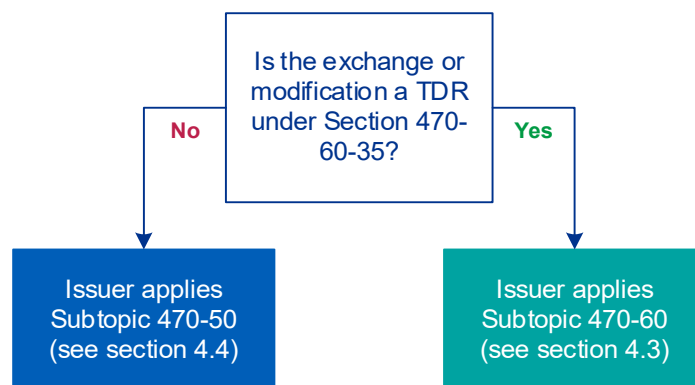 Is the exchange or
modification a TDR
under Section 470-
60-35?
No
Yes
Issuer applies
Subtopic 470-50
(see section 4.4)
Issuer applies
Subtopic 470-60
(see section 4.3)